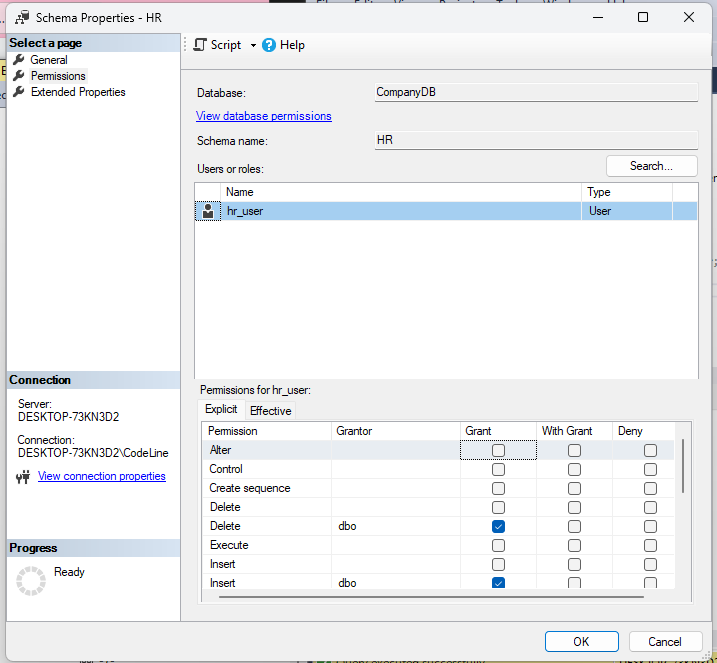 Schema Properties - HR
Select a page
General
Permissions
Extended Properties
Script Help
Database: CompanyDB
View database permissions
Schema name: HR
Users or roles: Search...
Name Type
hr_user User
Permissions for hr_user:
Explicit Effective
Permission Grantor Grant With Grant Deny
Alter
Control
Create sequence
Delete
Delete dbo
Execute
Insert
Insert dbo
Connection
Server:
DESKTOP-73KN3D2
Connection:
DESKTOP-73KN3D2\CodeLine
View connection properties
Progress
Ready
OK Cancel